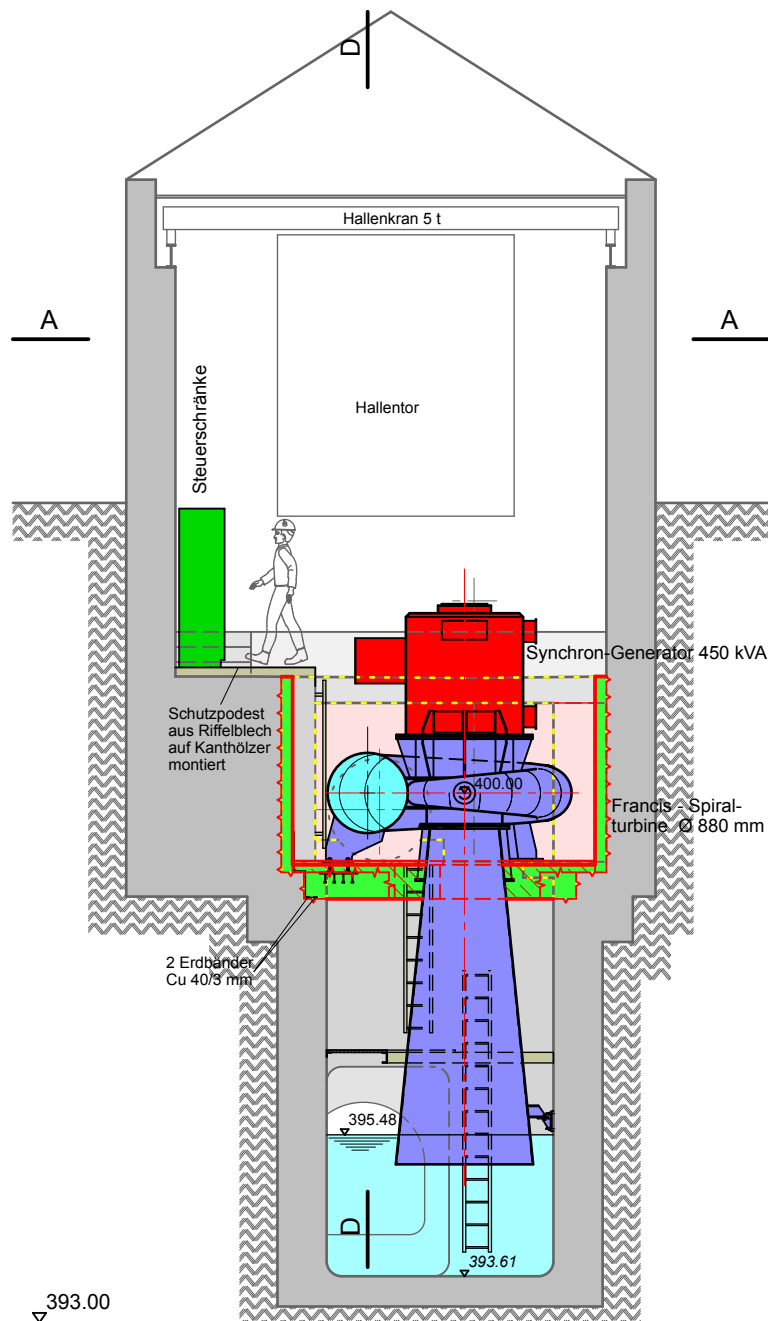 D
Hallenkran 5 t
A
A
Steuerschränke
Hallentor
Synchron-Generator 450 kVA
Schutzpodest
aus Riffelblech
auf Kanthölzer
montiert
400.00
Francis - Spiral-
turbine Ø 880 mm
2 Erdbänder
Cu 40/3 mm
395.48
D
393.61
393.00